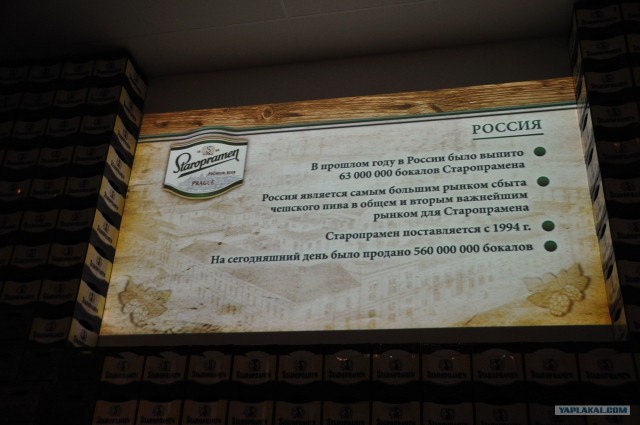 РОССИЯ
Staropramen
PRAGUE
В прошлом году в России было выпито
63 000 000 бокалов Старопрамена
Россия является самым большим рынком сбыта
чешского пива в общем и вторым важнейшим
рынком для Старопрамена
Старопрамен поставляется с 1994 г.
На сегодняшний день было продано 560 000 000 бокалов
YAPLAKAL.COM